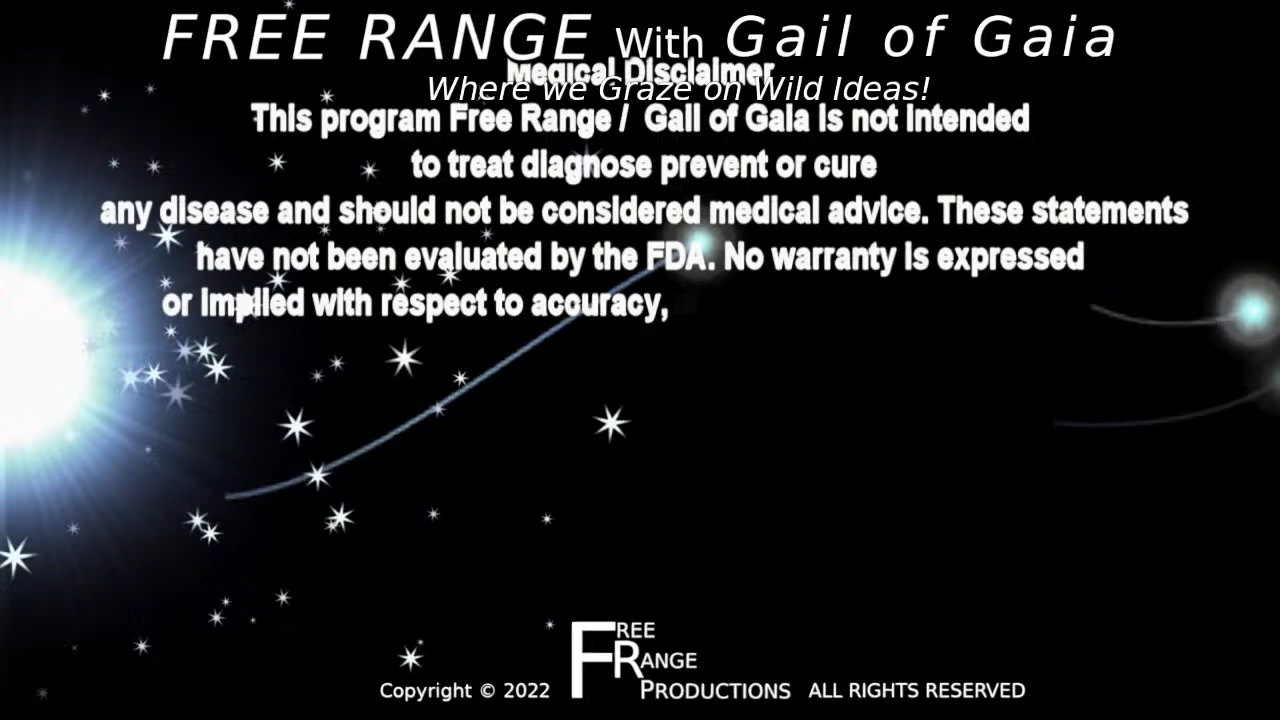 FREE RANGE With Gail of Gaia
Medical Disclaimer
Where we Graze on Wild Ideas!
This program Free Range / Gail of Gaia is not intended
to treat diagnose prevent or cure
any disease and should not be considered medical advice. These statements
have not been evaluated by the FDA. No warranty is expressed
or implied with respect to accuracy,
FREE
RANGE
Copyright © 2022 PRODUCTIONS ALL RIGHTS RESERVED